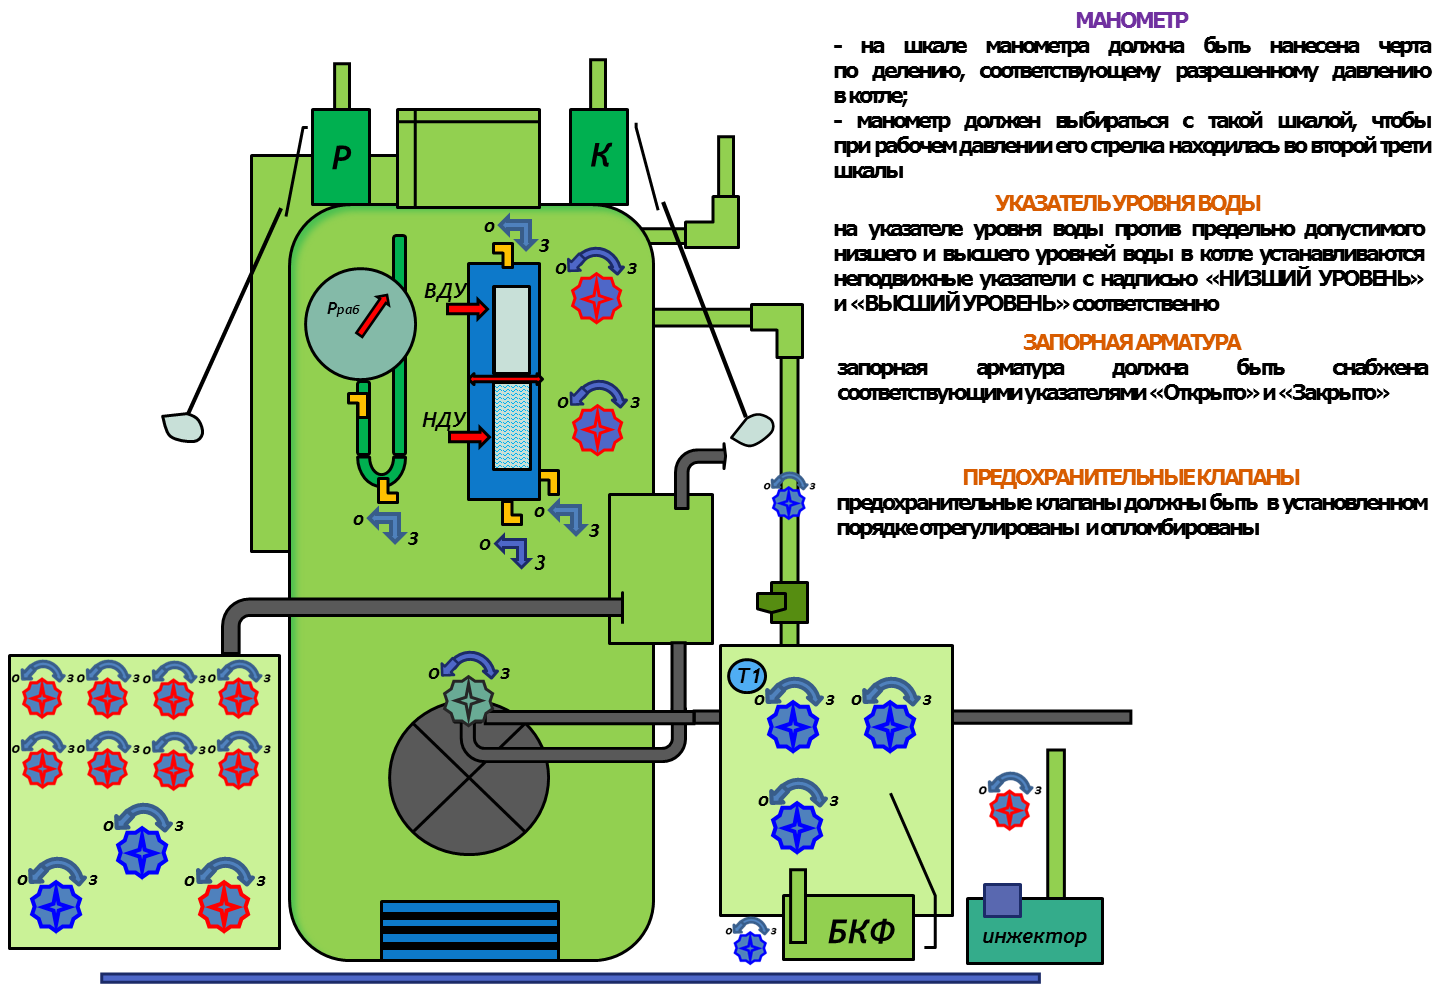 МАНОМЕТР
- на шкале манометра должна быть нанесена черта
по делению, соответствующему разрешенному давлению
в котле;
- манометр должен выбираться с такой шкалой, чтобы
при рабочем давлении его стрелка находилась во второй трети
шкалы
УКАЗАТЕЛЬ УРОВНЯ ВОДЫ
на указателе уровня воды против предельно допустимого
низшего и высшего уровней воды в котле устанавливаются
неподвижные указатели с надписью «НИЗШИЙ УРОВЕНЬ»
и «ВЫСШИЙ УРОВЕНЬ» соответственно
ЗАПОРНАЯ АРМАТУРА
запорная арматура должна быть снабжена
соответствующими указателями «Открыто» и «Закрыто»
ПРЕДОХРАНИТЕЛЬНЫЕ КЛАПАНЫ
предохранительные клапаны должны быть в установленном
порядке отрегулированы и опломбированы
Р
К
о
З
о
з
ВДУ
Рраб
о
з
НДУ
о
з
о
З
о
З
о
З
о
з
Т1
о
з
о
з
о
з
о
з
о
з
о
з
о
з
о
з
о
з
о
з
о
з
о
з
о
з
о
з
о
з
о
з
о
з
БКФ
инжектор